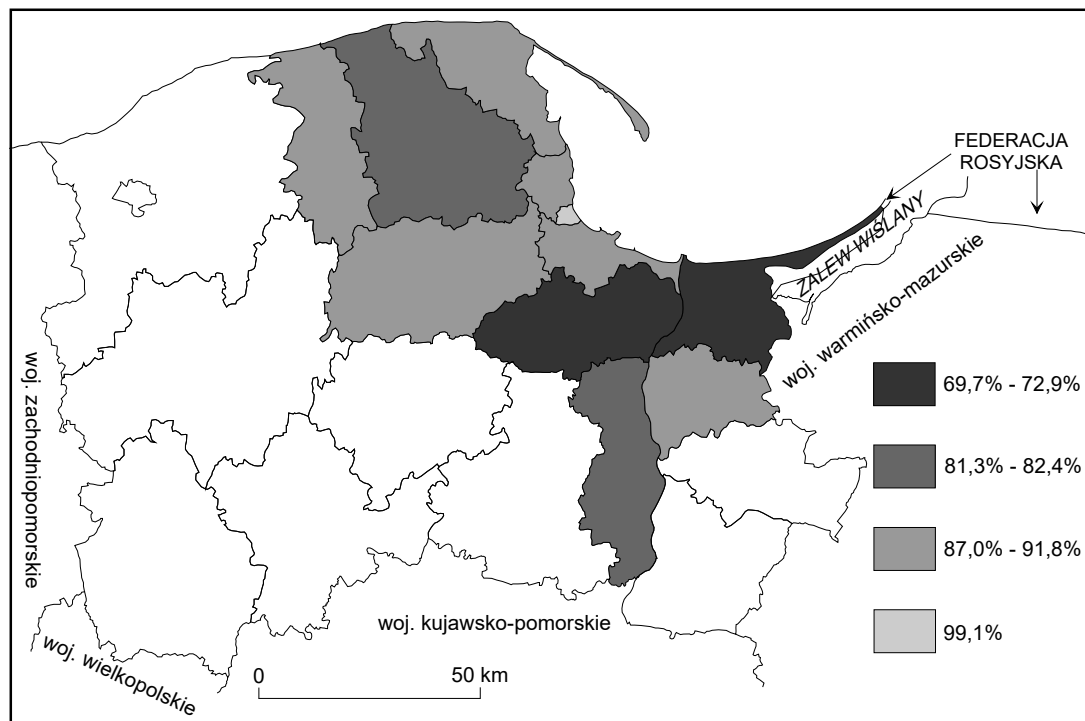 FEDERACJA
ROSYJSKA
ZALEW WIŚLANY
woj. warmińsko-mazurskie
woj. zachodniopomorskie
69,7% - 72,9%
81,3% - 82,4%
87,0% - 91,8%
99,1%
woj. kujawsko-pomorskie
woj. wielkopolskie
0 50 km